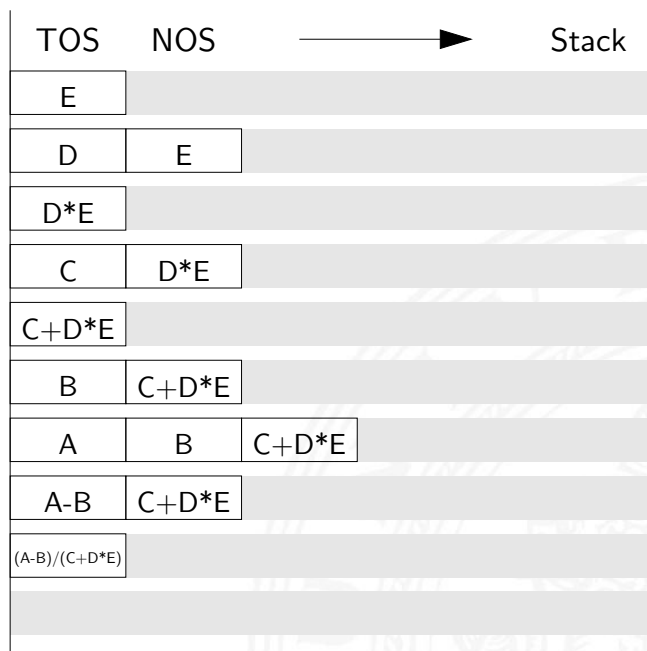 TOS NOS Stack
E
D E
D*E
C D*E
C+D*E
B C+D*E
A B C+D*E
A-B C+D*E
(A-B)/(C+D*E)